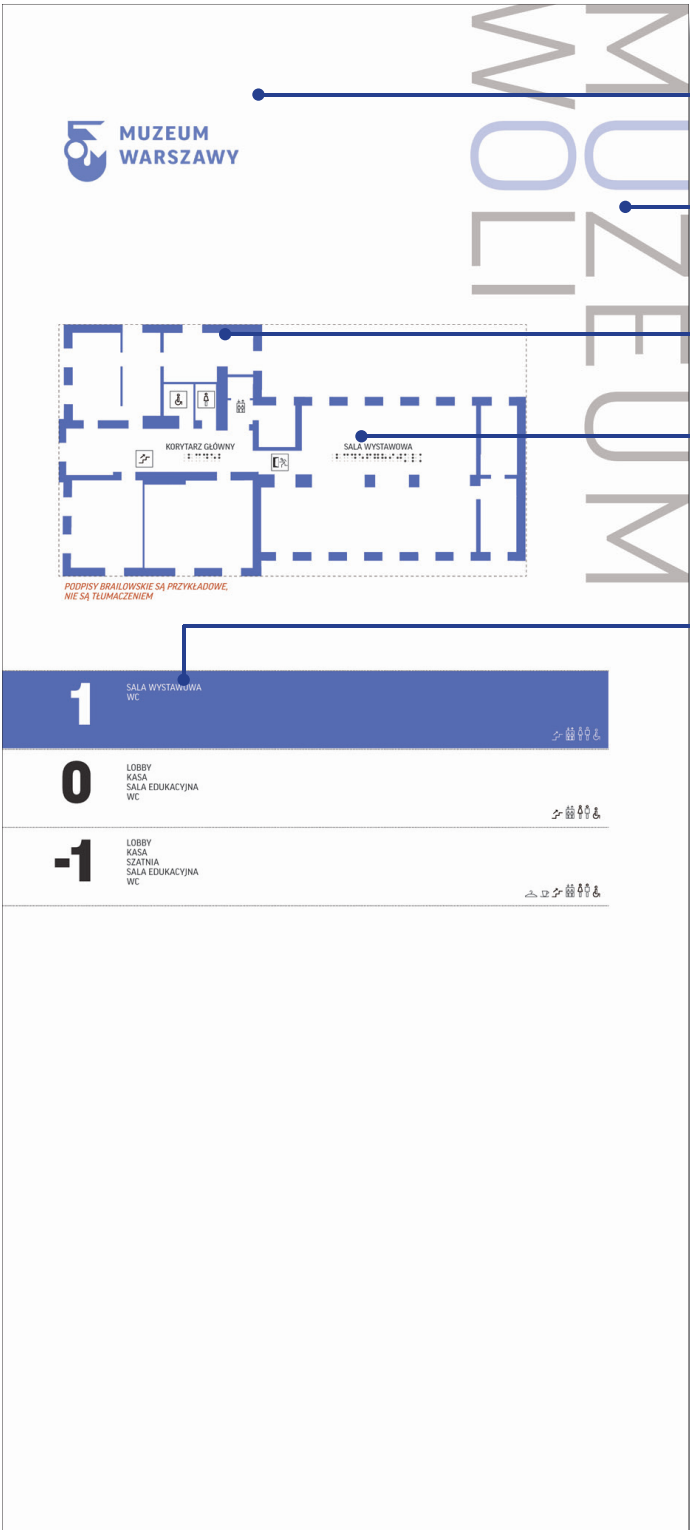 MUZEUM
WOLI
MUZEUM
WARSZAWY
KORYTARZ GŁÓWNY
SALA WYSTAWOWA
PODPISY BRAILOWSKIE SĄ PRZYKŁADOWE,
NIE SĄ TŁUMACZENIEM
1
SALA WYSTAWOWA
WC
0
LOBBY
KASA
SALA EDUKACYJNA
WC
-1
LOBBY
KASA
SZATNIA
SALA EDUKACYJNA
WC